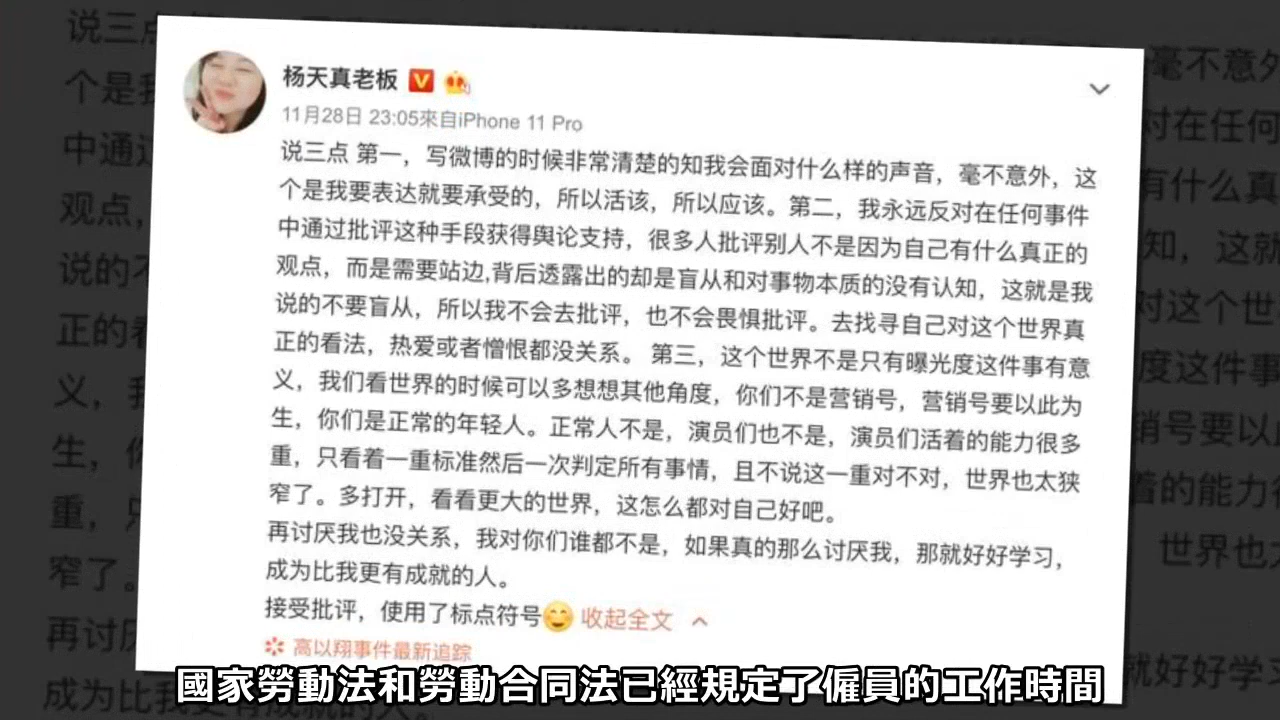 杨天真老板
11月28日 23:05來自iPhone 11 Pro
说三点 第一，写微博的时候非常清楚的知我会面对什么样的声音，毫不意外，这
个是我要表达就要承受的，所以活该，所以应该。第二，我永远反对在任何事件
中通过批评这种手段获得舆论支持，很多人批评别人不是因为自己有什么真正的
观点，而是需要站边,背后透露出的却是盲从和对事物本质的没有认知，这就是我
说的不要盲从，所以我不会去批评，也不会畏惧批评。去找寻自己对这个世界真
正的看法，热爱或者憎恨都没关系。 第三，这个世界不是只有曝光度这件事有意
义，我们看世界的时候可以多想想其他角度，你们不是营销号，营销号要以此为
生，你们是正常的年轻人。正常人不是，演员们也不是，演员们活着的能力很多
重，只看着一重标准然后一次判定所有事情，且不说这一重对不对，世界也太狭
窄了。多打开，看看更大的世界，这怎么都对自己好吧。
再讨厌我也没关系，我对你们谁都不是，如果真的那么讨厌我，那就好好学习，
成为比我更有成就的人。
接受批评，使用了标点符号😊 收起全文
高以翔事件最新追踪
國家勞動法和勞動合同法已經規定了僱員的工作時間